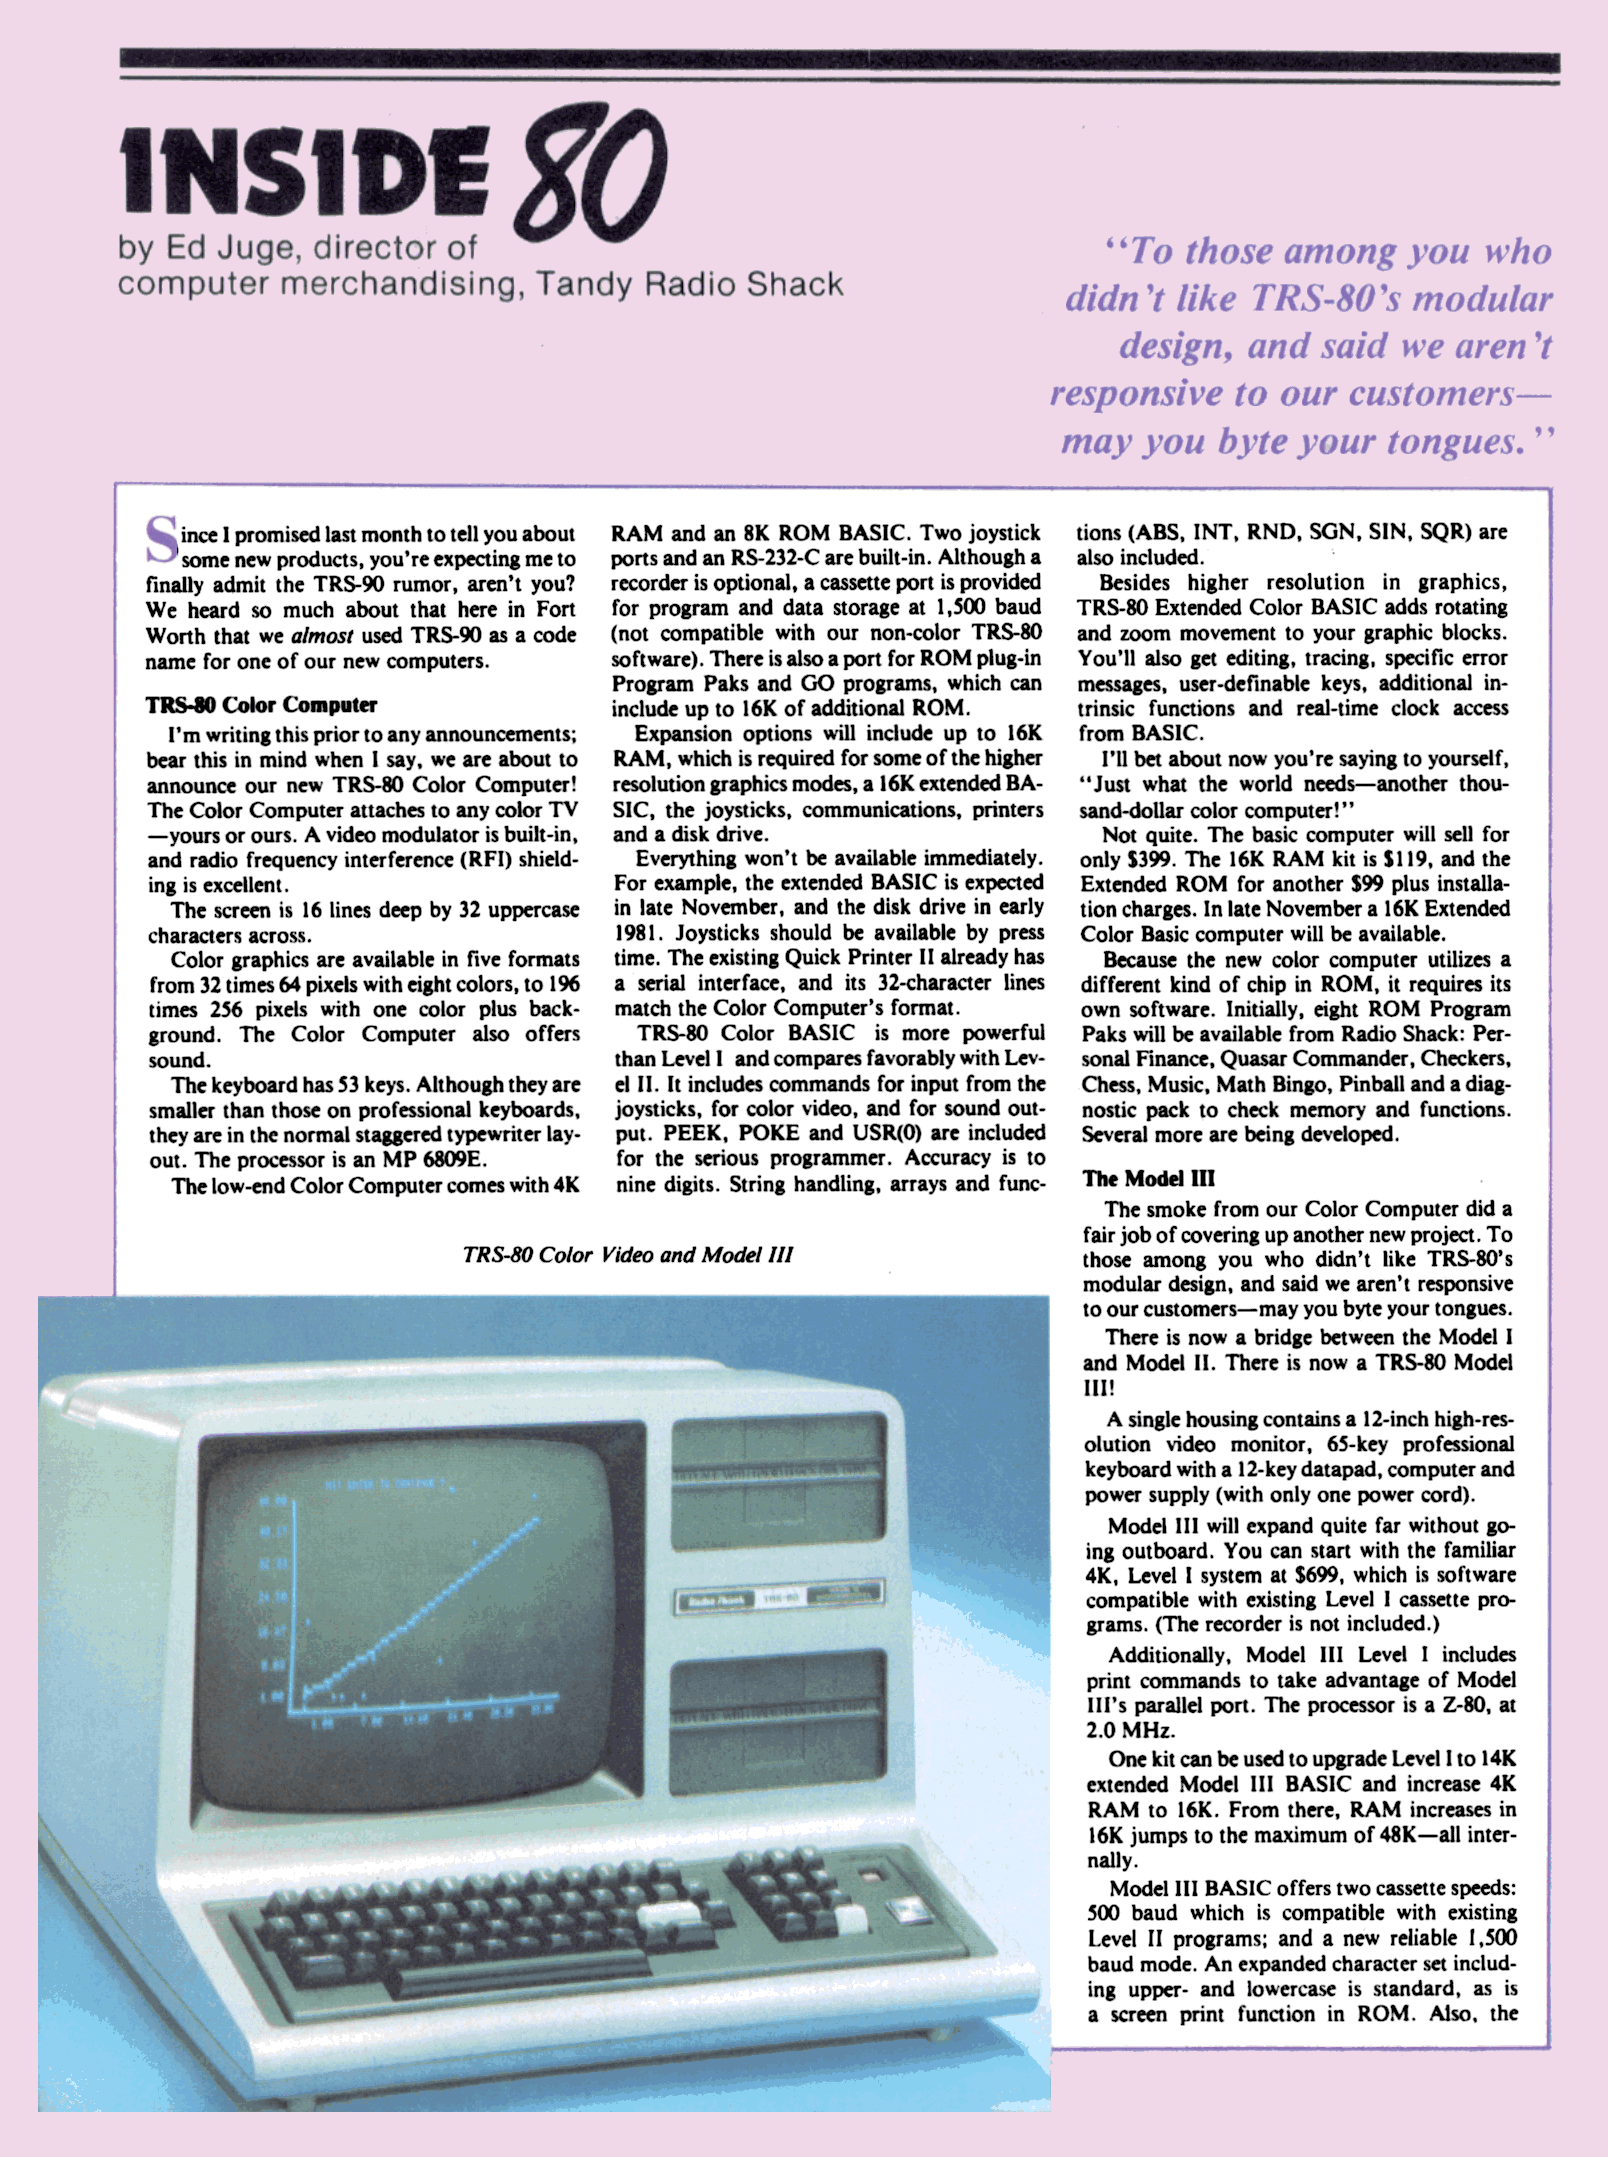 INSIDE 80
by Ed Juge, director of
computer merchandising, Tandy Radio Shack
“To those among you who
didn’t like TRS-80’s modular
design, and said we aren’t
responsive to our customers—
may you byte your tongues.”
Since I promised last month to tell you about
some new products, you’re expecting me to
finally admit the TRS-90 rumor, aren’t you?
We heard so much about that here in Fort
Worth that we almost used TRS-90 as a code
name for one of our new computers.
TRS-80 Color Computer
I’m writing this prior to any announcements;
bear this in mind when I say, we are about to
announce our new TRS-80 Color Computer!
The Color Computer attaches to any color TV
—yours or ours. A video modulator is built-in,
and radio frequency interference (RFI) shield-
ing is excellent.
The screen is 16 lines deep by 32 uppercase
characters across.
Color graphics are available in five formats
from 32 times 64 pixels with eight colors, to 196
times 256 pixels with one color plus back-
ground. The Color Computer also offers
sound.
The keyboard has 53 keys. Although they are
smaller than those on professional keyboards,
they are in the normal staggered typewriter lay-
out. The processor is an MP 6809E.
The low-end Color Computer comes with 4K
RAM and an 8K ROM BASIC. Two joystick
ports and an RS-232-C are built-in. Although a
recorder is optional, a cassette port is provided
for program and data storage at 1,500 baud
(not compatible with our non-color TRS-80
software). There is also a port for ROM plug-in
Program Paks and GO programs, which can
include up to 16K of additional ROM.
Expansion options will include up to 16K
RAM, which is required for some of the higher
resolution graphics modes, a 16K extended BA-
SIC, the joysticks, communications, printers
and a disk drive.
Everything won’t be available immediately.
For example, the extended BASIC is expected
in late November, and the disk drive in early
1981. Joysticks should be available by press
time. The existing Quick Printer II already has
a serial interface, and its 32-character lines
match the Color Computer’s format.
TRS-80 Color BASIC is more powerful
than Level I and compares favorably with Lev-
el II. It includes commands for input from the
joysticks, for color video, and for sound out-
put. PEEK, POKE and USR(0) are included
for the serious programmer. Accuracy is to
nine digits. String handling, arrays and func-
tions (ABS, INT, RND, SGN, SIN, SQR) are
also included.
Besides higher resolution in graphics,
TRS-80 Extended Color BASIC adds rotating
and zoom movement to your graphic blocks.
You’ll also get editing, tracing, specific error
messages, user-definable keys, additional in-
trinsic functions and real-time clock access
from BASIC.
I’ll bet about now you’re saying to yourself,
“Just what the world needs—another thou-
sand-dollar color computer!”
Not quite. The basic computer will sell for
only $399. The 16K RAM kit is $119, and the
Extended ROM for another $99 plus installa-
tion charges. In late November a 16K Extended
Color Basic computer will be available.
Because the new color computer utilizes a
different kind of chip in ROM, it requires its
own software. Initially, eight ROM Program
Paks will be available from Radio Shack: Per-
sonal Finance, Quasar Commander, Checkers,
Chess, Music, Math Bingo, Pinball and a diag-
nostic pack to check memory and functions.
Several more are being developed.
The Model III
The smoke from our Color Computer did a
fair job of covering up another new project. To
those among you who didn’t like TRS-80’s
modular design, and said we aren’t responsive
to our customers—may you byte your tongues.
There is now a bridge between the Model I
and Model II. There is now a TRS-80 Model
III!
A single housing contains a 12-inch high-res-
olution video monitor, 65-key professional
keyboard with a 12-key datapad, computer and
power supply (with only one power cord).
Model III will expand quite far without go-
ing outboard. You can start with the familiar
4K, Level I system at $699, which is software
compatible with existing Level I cassette pro-
grams. (The recorder is not included.)
Additionally, Model III Level I includes
print commands to take advantage of Model
III’s parallel port. The processor is a Z-80, at
2.0 MHz.
One kit can be used to upgrade Level I to 14K
extended Model III BASIC and increase 4K
RAM to 16K. From there, RAM increases in
16K jumps to the maximum of 48K—all inter-
nally.
Model III BASIC offers two cassette speeds:
500 baud which is compatible with existing
Level II programs; and a new reliable 1,500
baud mode. An expanded character set includ-
ing upper- and lowercase is standard, as is
a screen print function in ROM. Also, the
TRS-80 Color Video and Model III
Radio Shack TRS-80